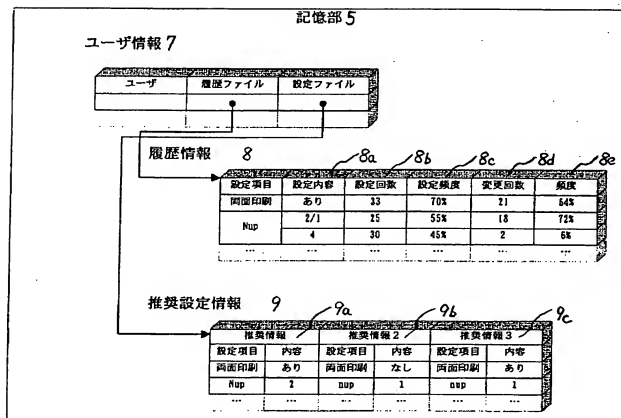 記憶部 5
ユーザ情報 7
ユーザ 履歴ファイル 設定ファイル
履歴情報 8
8a 8b 8c 8d 8e
設定項目 設定内容 設定回数 設定頻度 変更回数 頻度
両面印刷 あり 33 70% 21 64%
Nup 2/1 25 55% 18 72%
4 30 45% 2 6%
... ... ... ... ... ...
推奨設定情報 9
9a 9b 9c
推奨情報 推奨情報2 推奨情報3
設定項目 内容 設定項目 内容 設定項目 内容
両面印刷 あり 両面印刷 なし 両面印刷 あり
Nup 2 nup 1 nup 1
... ... ... ... ... ...